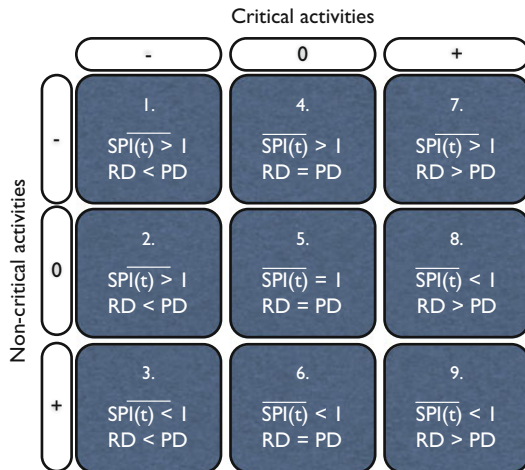 Critical activities
- 0 +
Non-critical activities
-
1.
SPI(t) > 1
RD < PD
4.
SPI(t) > 1
RD = PD
7.
SPI(t) > 1
RD > PD
0
2.
SPI(t) > 1
RD < PD
5.
SPI(t) = 1
RD = PD
8.
SPI(t) < 1
RD > PD
+
3.
SPI(t) < 1
RD < PD
6.
SPI(t) < 1
RD = PD
9.
SPI(t) < 1
RD > PD